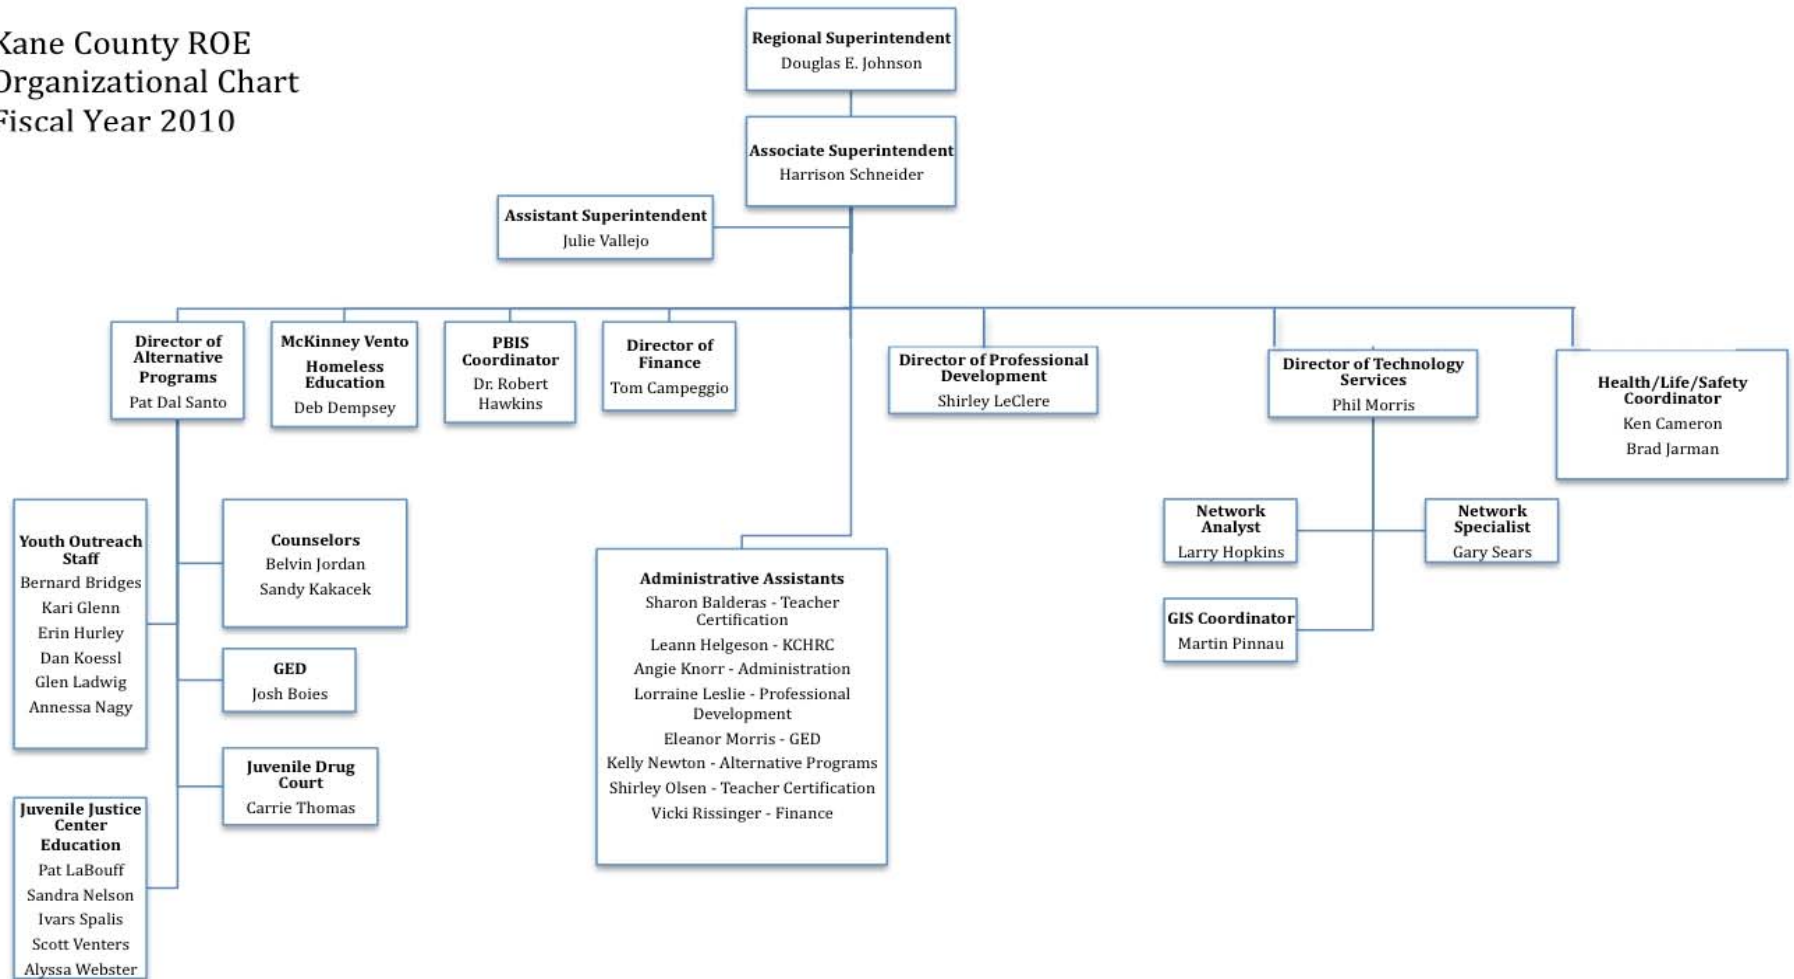 Kane County ROE
Organizational Chart
Fiscal Year 2010
Regional Superintendent
Douglas E. Johnson
Associate Superintendent
Harrison Schneider
Assistant Superintendent
Julie Vallejo
Director of
Alternative
Programs
Pat Dal Santo
McKinney Vento
Homeless
Education
Deb Dempsey
PBIS
Coordinator
Dr. Robert
Hawkins
Director of
Finance
Tom Campeggio
Director of Professional
Development
Shirley LeClere
Director of Technology
Services
Phil Morris
Health/Life/Safety
Coordinator
Ken Cameron
Brad Jarman
Youth Outreach
Staff
Bernard Bridges
Kari Glenn
Erin Hurley
Dan Koessl
Glen Ladwig
Annessa Nagy
Counselors
Belvin Jordan
Sandy Kakacek
GED
Josh Boies
Juvenile Drug
Court
Carrie Thomas
Juvenile Justice
Center
Education
Pat LaBouff
Sandra Nelson
Ivars Spalis
Scott Venters
Alyssa Webster
Administrative Assistants
Sharon Balderas - Teacher
Certification
Leann Helgeson - KCHRC
Angie Knorr - Administration
Lorraine Leslie - Professional
Development
Eleanor Morris - GED
Kelly Newton - Alternative Programs
Shirley Olsen - Teacher Certification
Vicki Rissinger - Finance
Network
Analyst
Larry Hopkins
Network
Specialist
Gary Sears
GIS Coordinator
Martin Pinnau